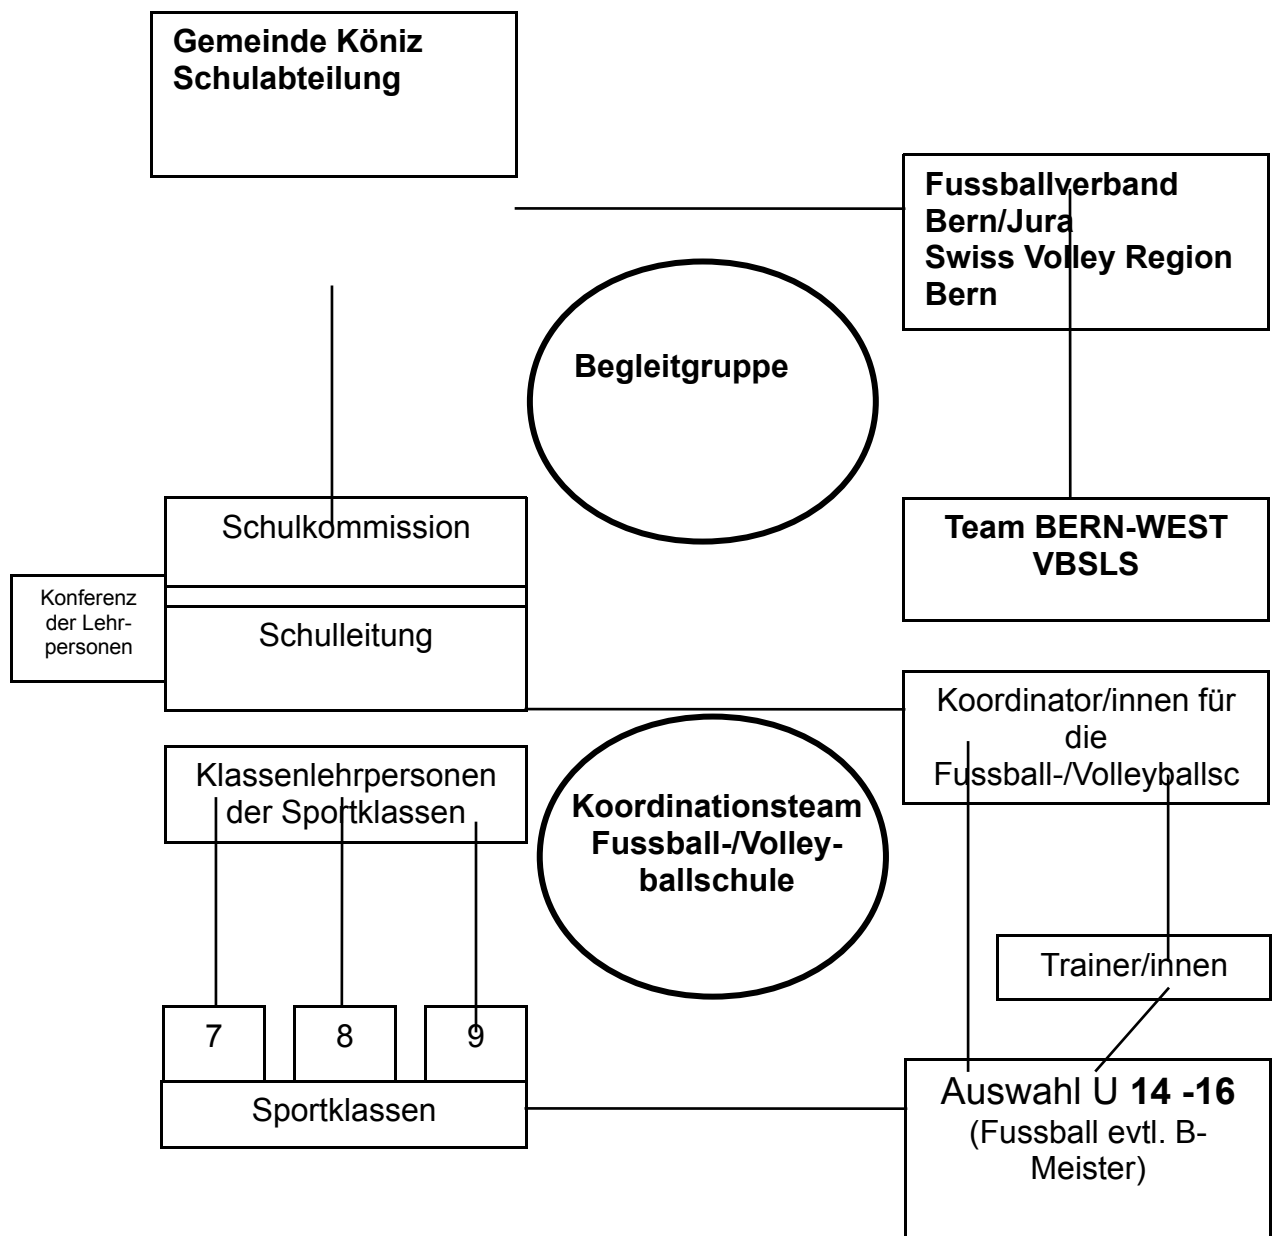 Gemeinde Köniz
Schulabteilung
Fussballverband
Bern/Jura
Swiss Volley Region
Bern
Begleitgruppe
Schulkommission
Team BERN-WEST
VBSLS
Konferenz
der Lehr-
personen
Schulleitung
Koordinator/innen für
die
Fussball-/Volleyballsc
Klassenlehrpersonen
der Sportklassen
Koordinationsteam
Fussball-/Volley-
ballschule
Trainer/innen
7
8
9
Sportklassen
Auswahl U 14 -16
(Fussball evtl. B-
Meister)